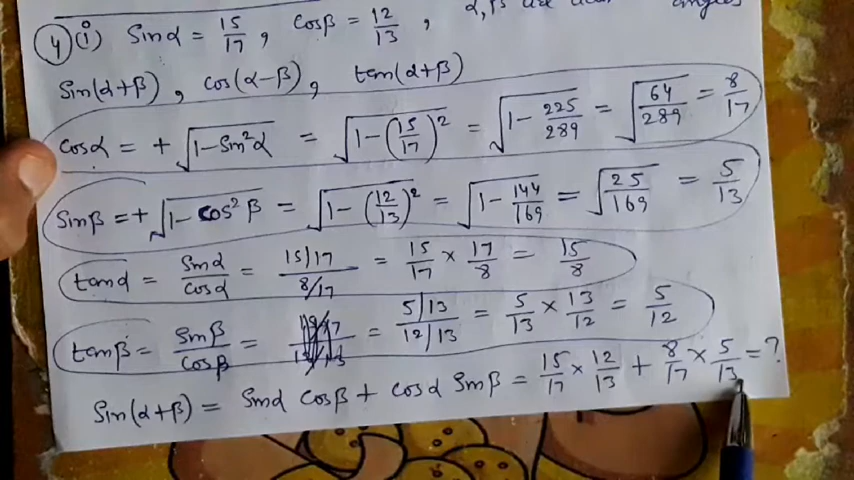 ④ (i) Sinα = 15/17, Cosβ = 12/13, α, β are angles
Sin(α+β), Cos(α-β), tan(α+β)
Cosα = +√(1-Sin²α) = √(1-(15/17)²) = √(1-225/289) = √(64/289) = 8/17
Sinβ = +√(1-Cos²β) = √(1-(12/13)²) = √(1-144/169) = √(25/169) = 5/13
tanα = Sinα/Cosα = (15/17)/(8/17) = 15/17 × 17/8 = 15/8
tanβ = Sinβ/Cosβ = = (5/13)/(12/13) = 5/13 × 13/12 = 5/12
Sin(α+β) = Sinα Cosβ + Cosα Sinβ = 15/17 × 12/13 + 8/17 × 5/13 = ?